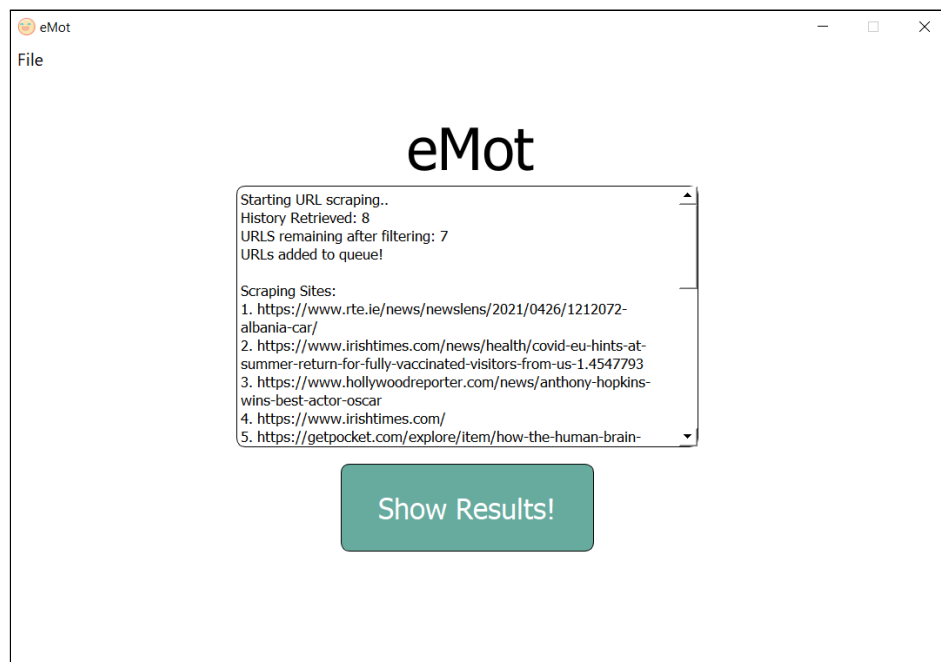 eMot
File
eMot
Starting URL scraping..
History Retrieved: 8
URLS remaining after filtering: 7
URLs added to queue!
Scraping Sites:
1. https://www.rte.ie/news/newslens/2021/0426/1212072-
albania-car/
2. https://www.irishtimes.com/news/health/covid-eu-hints-at-
summer-return-for-fully-vaccinated-visitors-from-us-1.4547793
3. https://www.hollywoodreporter.com/news/anthony-hopkins-
wins-best-actor-oscar
4. https://www.irishtimes.com/
5. https://getpocket.com/explore/item/how-the-human-brain-
Show Results!